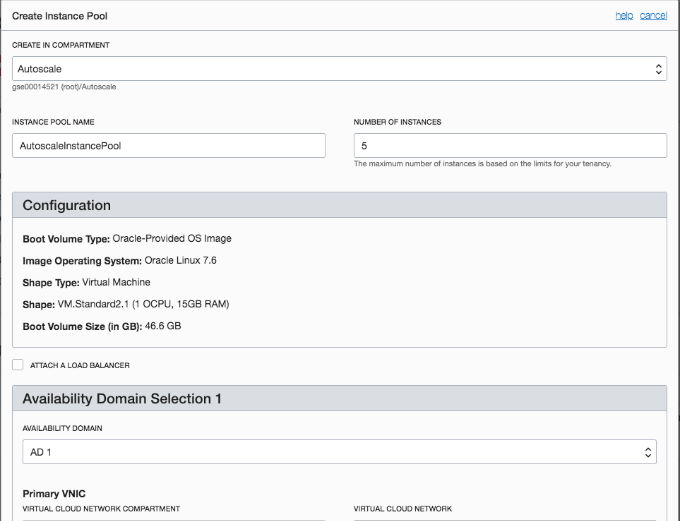 Create Instance Pool help cancel
CREATE IN COMPARTMENT
Autoscale
gse00014521 (root)/Autoscale
INSTANCE POOL NAME NUMBER OF INSTANCES
AutoscaleInstancePool 5
The maximum number of instances is based on the limits for your tenancy.
Configuration
Boot Volume Type: Oracle-Provided OS Image
Image Operating System: Oracle Linux 7.6
Shape Type: Virtual Machine
Shape: VM.Standard2.1 (1 OCPU, 15GB RAM)
Boot Volume Size (in GB): 46.6 GB
ATTACH A LOAD BALANCER
Availability Domain Selection 1
AVAILABILITY DOMAIN
AD 1
Primary VNIC
VIRTUAL CLOUD NETWORK COMPARTMENT VIRTUAL CLOUD NETWORK